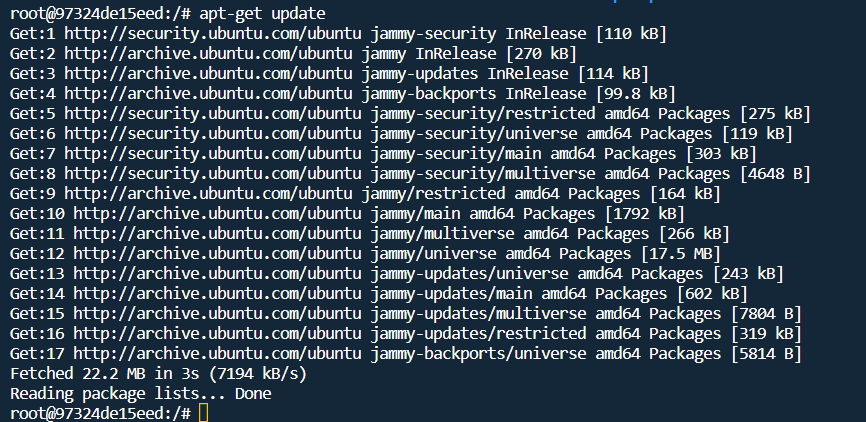 root@97324de15eed:/# apt-get update
Get:1 http://security.ubuntu.com/ubuntu jammy-security InRelease [110 kB]
Get:2 http://archive.ubuntu.com/ubuntu jammy InRelease [270 kB]
Get:3 http://archive.ubuntu.com/ubuntu jammy-updates InRelease [114 kB]
Get:4 http://archive.ubuntu.com/ubuntu jammy-backports InRelease [99.8 kB]
Get:5 http://security.ubuntu.com/ubuntu jammy-security/restricted amd64 Packages [275 kB]
Get:6 http://security.ubuntu.com/ubuntu jammy-security/universe amd64 Packages [119 kB]
Get:7 http://security.ubuntu.com/ubuntu jammy-security/main amd64 Packages [303 kB]
Get:8 http://security.ubuntu.com/ubuntu jammy-security/multiverse amd64 Packages [4648 B]
Get:9 http://archive.ubuntu.com/ubuntu jammy/restricted amd64 Packages [164 kB]
Get:10 http://archive.ubuntu.com/ubuntu jammy/main amd64 Packages [1792 kB]
Get:11 http://archive.ubuntu.com/ubuntu jammy/multiverse amd64 Packages [266 kB]
Get:12 http://archive.ubuntu.com/ubuntu jammy/universe amd64 Packages [17.5 MB]
Get:13 http://archive.ubuntu.com/ubuntu jammy-updates/universe amd64 Packages [243 kB]
Get:14 http://archive.ubuntu.com/ubuntu jammy-updates/main amd64 Packages [602 kB]
Get:15 http://archive.ubuntu.com/ubuntu jammy-updates/multiverse amd64 Packages [7804 B]
Get:16 http://archive.ubuntu.com/ubuntu jammy-updates/restricted amd64 Packages [319 kB]
Get:17 http://archive.ubuntu.com/ubuntu jammy-backports/universe amd64 Packages [5814 B]
Fetched 22.2 MB in 3s (7194 kB/s)
Reading package lists... Done
root@97324de15eed:/#